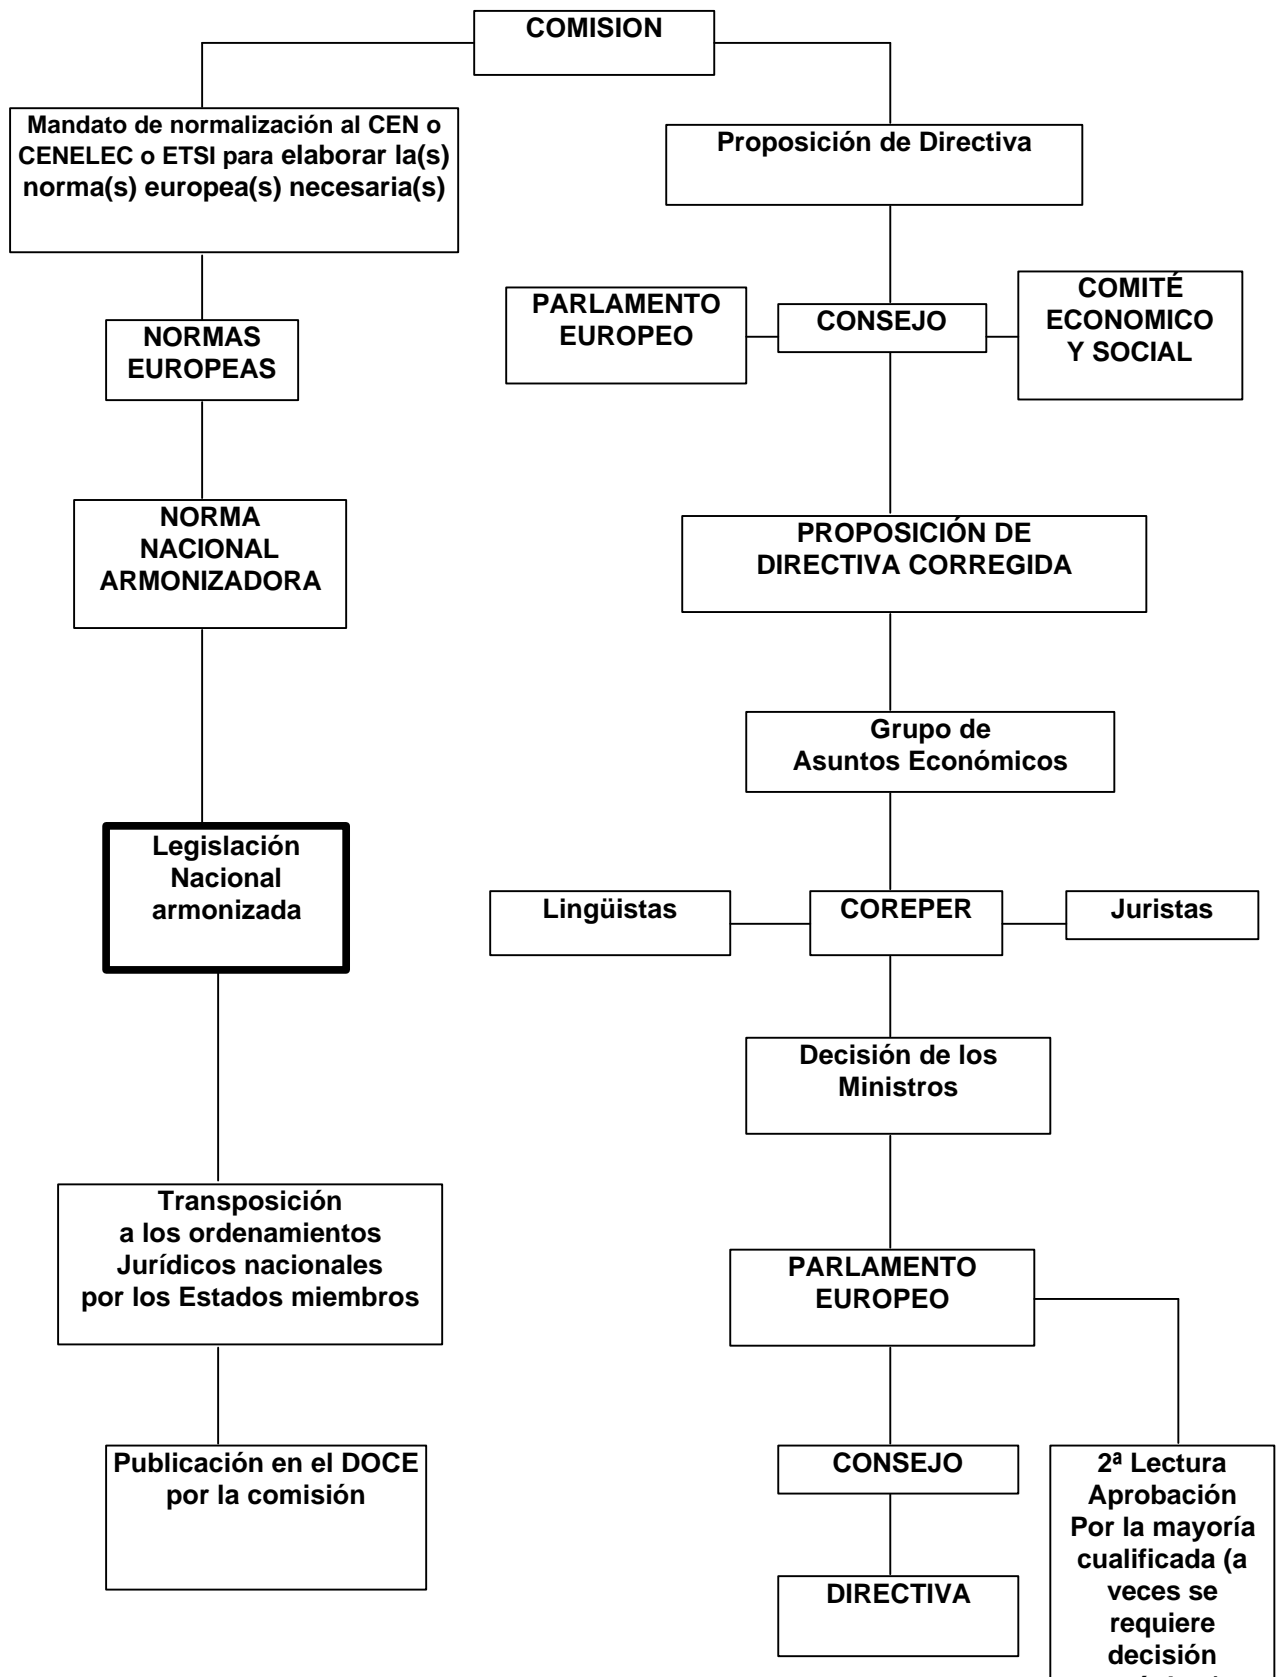 COMISION
Mandato de normalización al CEN o
CENELEC o ETSI para elaborar la(s)
norma(s) europea(s) necesaria(s)
Proposición de Directiva
PARLAMENTO
EUROPEO
CONSEJO
COMITÉ
ECONOMICO
Y SOCIAL
NORMAS
EUROPEAS
NORMA
NACIONAL
ARMONIZADORA
PROPOSICIÓN DE
DIRECTIVA CORREGIDA
Grupo de
Asuntos Económicos
Legislación
Nacional
armonizada
Lingüistas
COREPER
Juristas
Decisión de los
Ministros
Transposición
a los ordenamientos
Jurídicos nacionales
por los Estados miembros
PARLAMENTO
EUROPEO
Publicación en el DOCE
por la comisión
CONSEJO
2ª Lectura
Aprobación
Por la mayoría
cualificada (a
veces se
requiere
decisión
DIRECTIVA